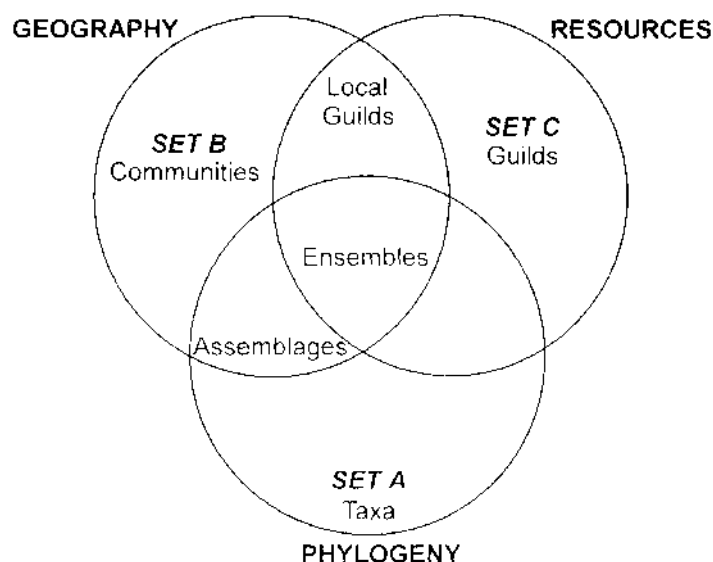 GEOGRAPHY
RESOURCES
Local
Guilds
SET B
Communities
SET C
Guilds
Ensembles
Assemblages
SET A
Taxa
PHYLOGENY